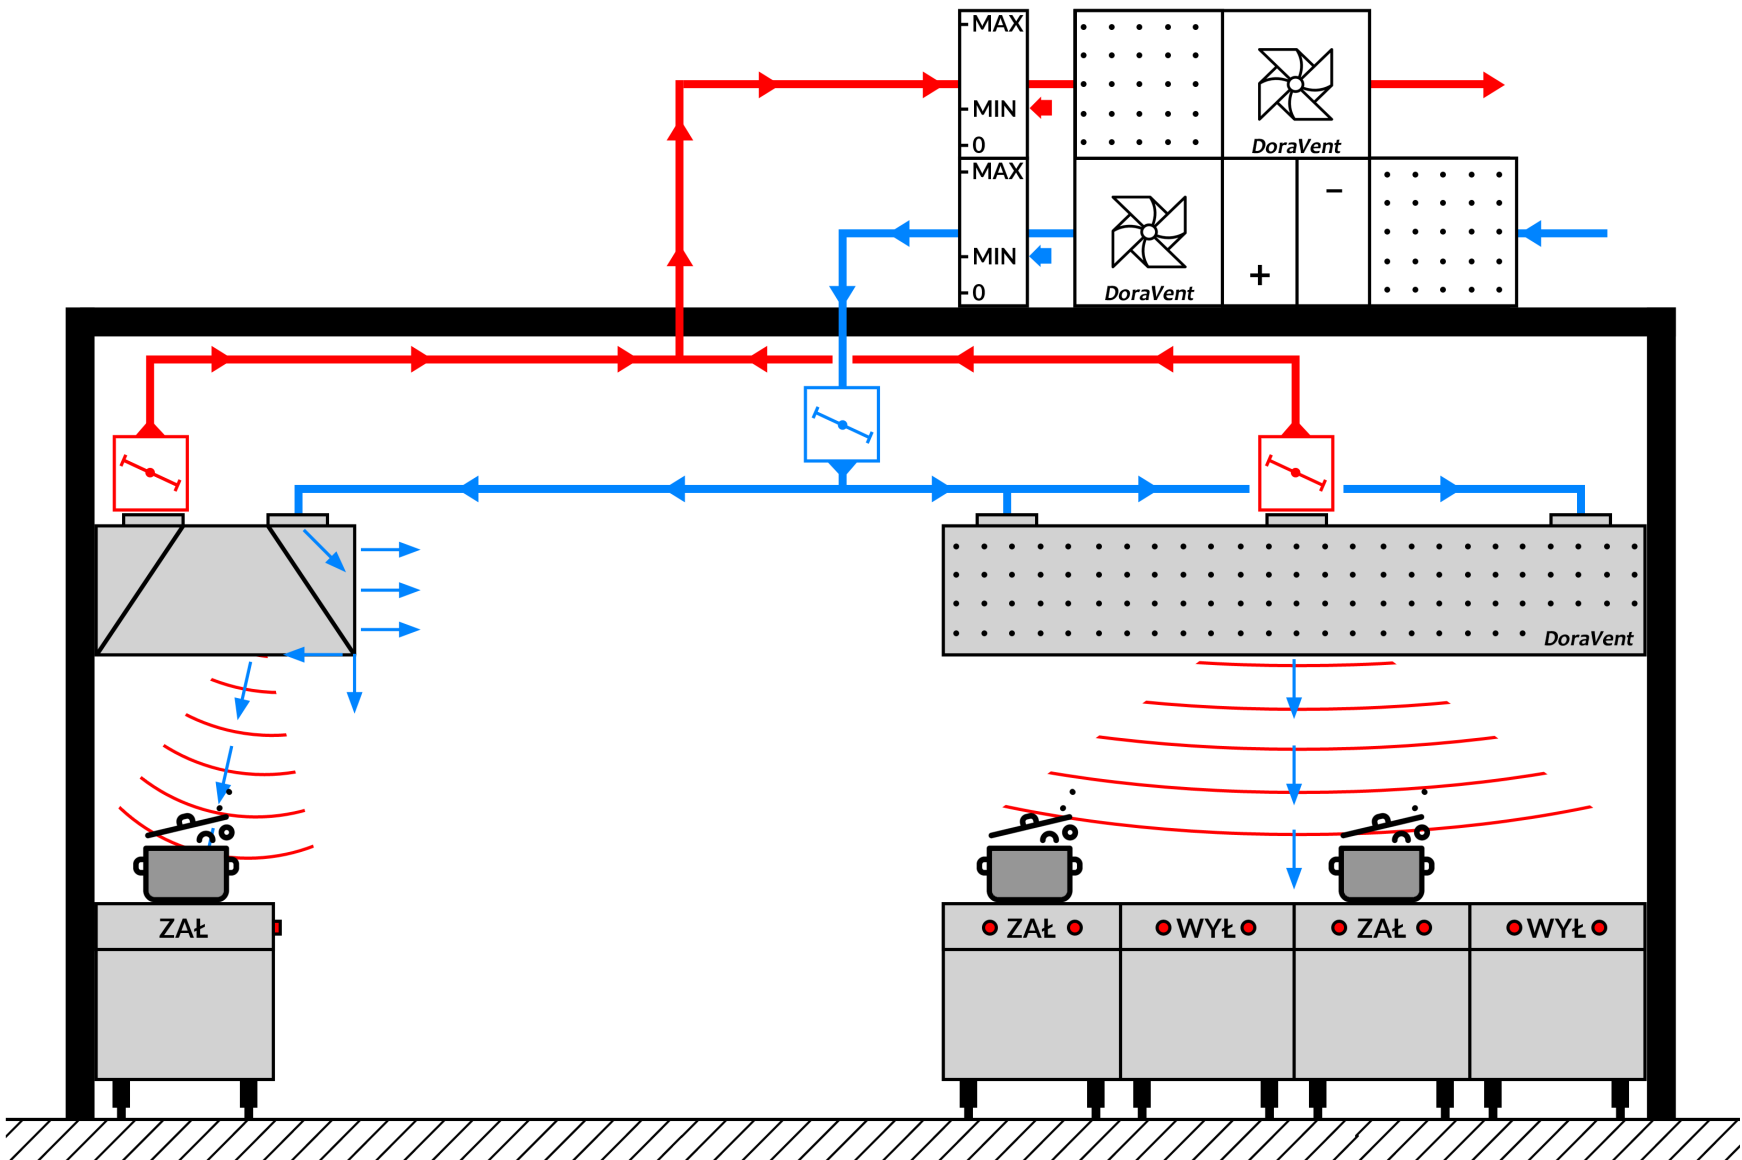 MAX
MIN
0
DoraVent
MAX
MIN
0
DoraVent
+
−
DoraVent
ZAŁ
ZAŁ
WYŁ
ZAŁ
WYŁ